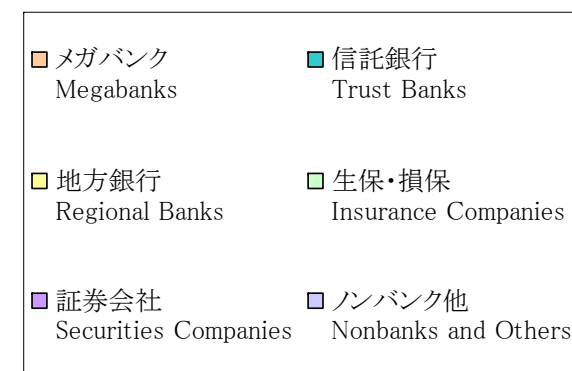 メガバンク
Megabanks
信託銀行
Trust Banks
地方銀行
Regional Banks
生保・損保
Insurance Companies
証券会社
Securities Companies
ノンバンク他
Nonbanks and Others